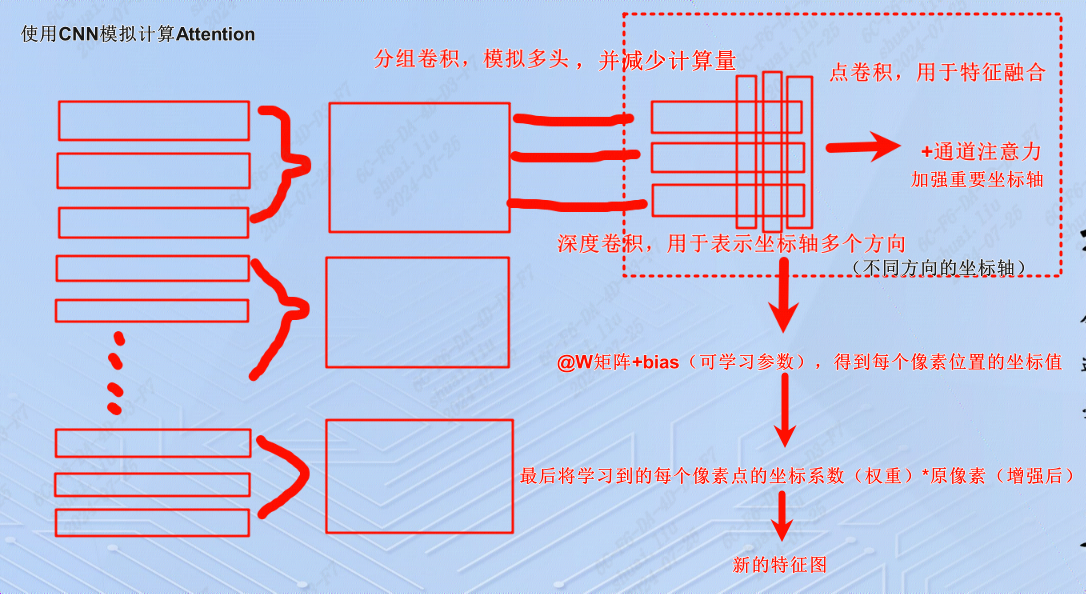 使用CNN模拟计算Attention
分组卷积，模拟多头，并减少计算量
点卷积，用于特征融合
+通道注意力
加强重要坐标轴
深度卷积，用于表示坐标轴多个方向
（不同方向的坐标轴）
@W矩阵+bias（可学习参数），得到每个像素位置的坐标值
最后将学习到的每个像素点的坐标系数（权重）*原像素（增强后）
新的特征图